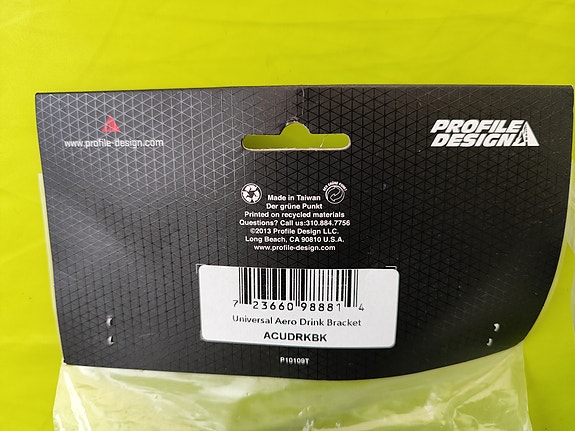 www.profile-design.com
PROFILE
DESIGN
Made in Taiwan
Der grüne Punkt
Printed on recycled materials
Questions? Call us:310.884.7756
©2013 Profile Design LLC.
Long Beach, CA 90810 U.S.A.
www.profile-design.com
7 23660 98881 4
Universal Aero Drink Bracket
ACUDRKBK
P10109T